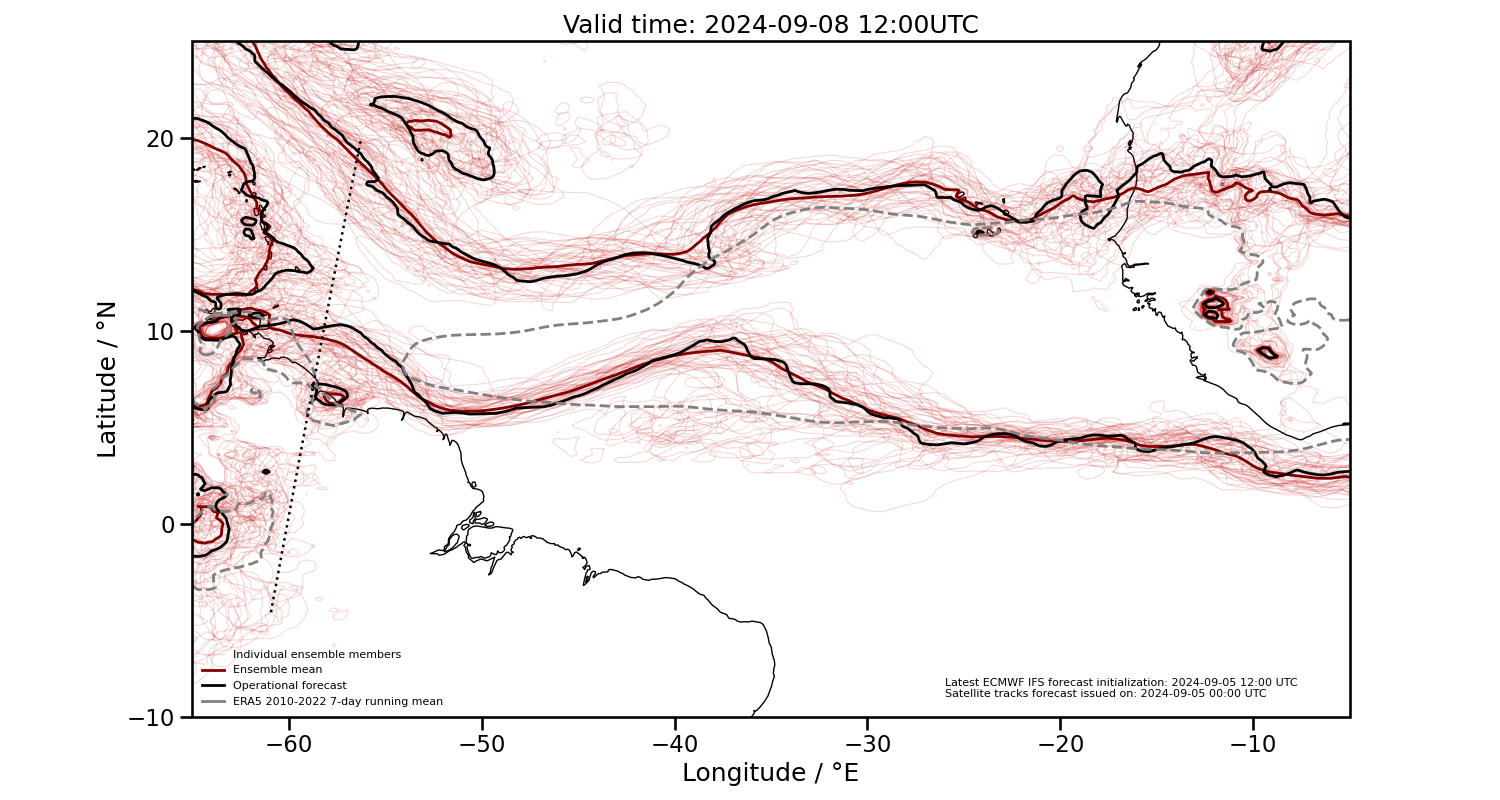 Valid time: 2024-09-08 12:00UTC
20
10
0
−10
Latitude / °N
Individual ensemble members
Ensemble mean
Operational forecast
ERA5 2010-2022 7-day running mean
Latest ECMWF IFS forecast initialization: 2024-09-05 12:00 UTC
Satellite tracks forecast issued on: 2024-09-05 00:00 UTC
−60 −50 −40 −30 −20 −10
Longitude / °E